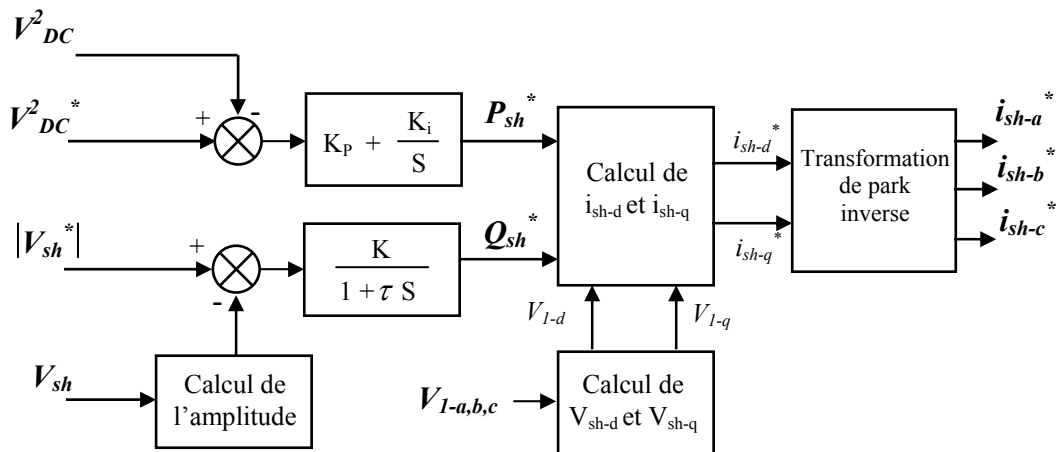 V²DC
V²DC*
+
-
KP + Ki/S
Psh*
Calcul de
ish-d et ish-q
ish-d*
ish-q*
Transformation
de park
inverse
ish-a*
ish-b*
ish-c*
|Vsh*|
+
-
K
1 + τ S
Qsh*
V1-d
V1-q
Vsh
Calcul de
l’amplitude
V1-a,b,c
Calcul de
Vsh-d et Vsh-q